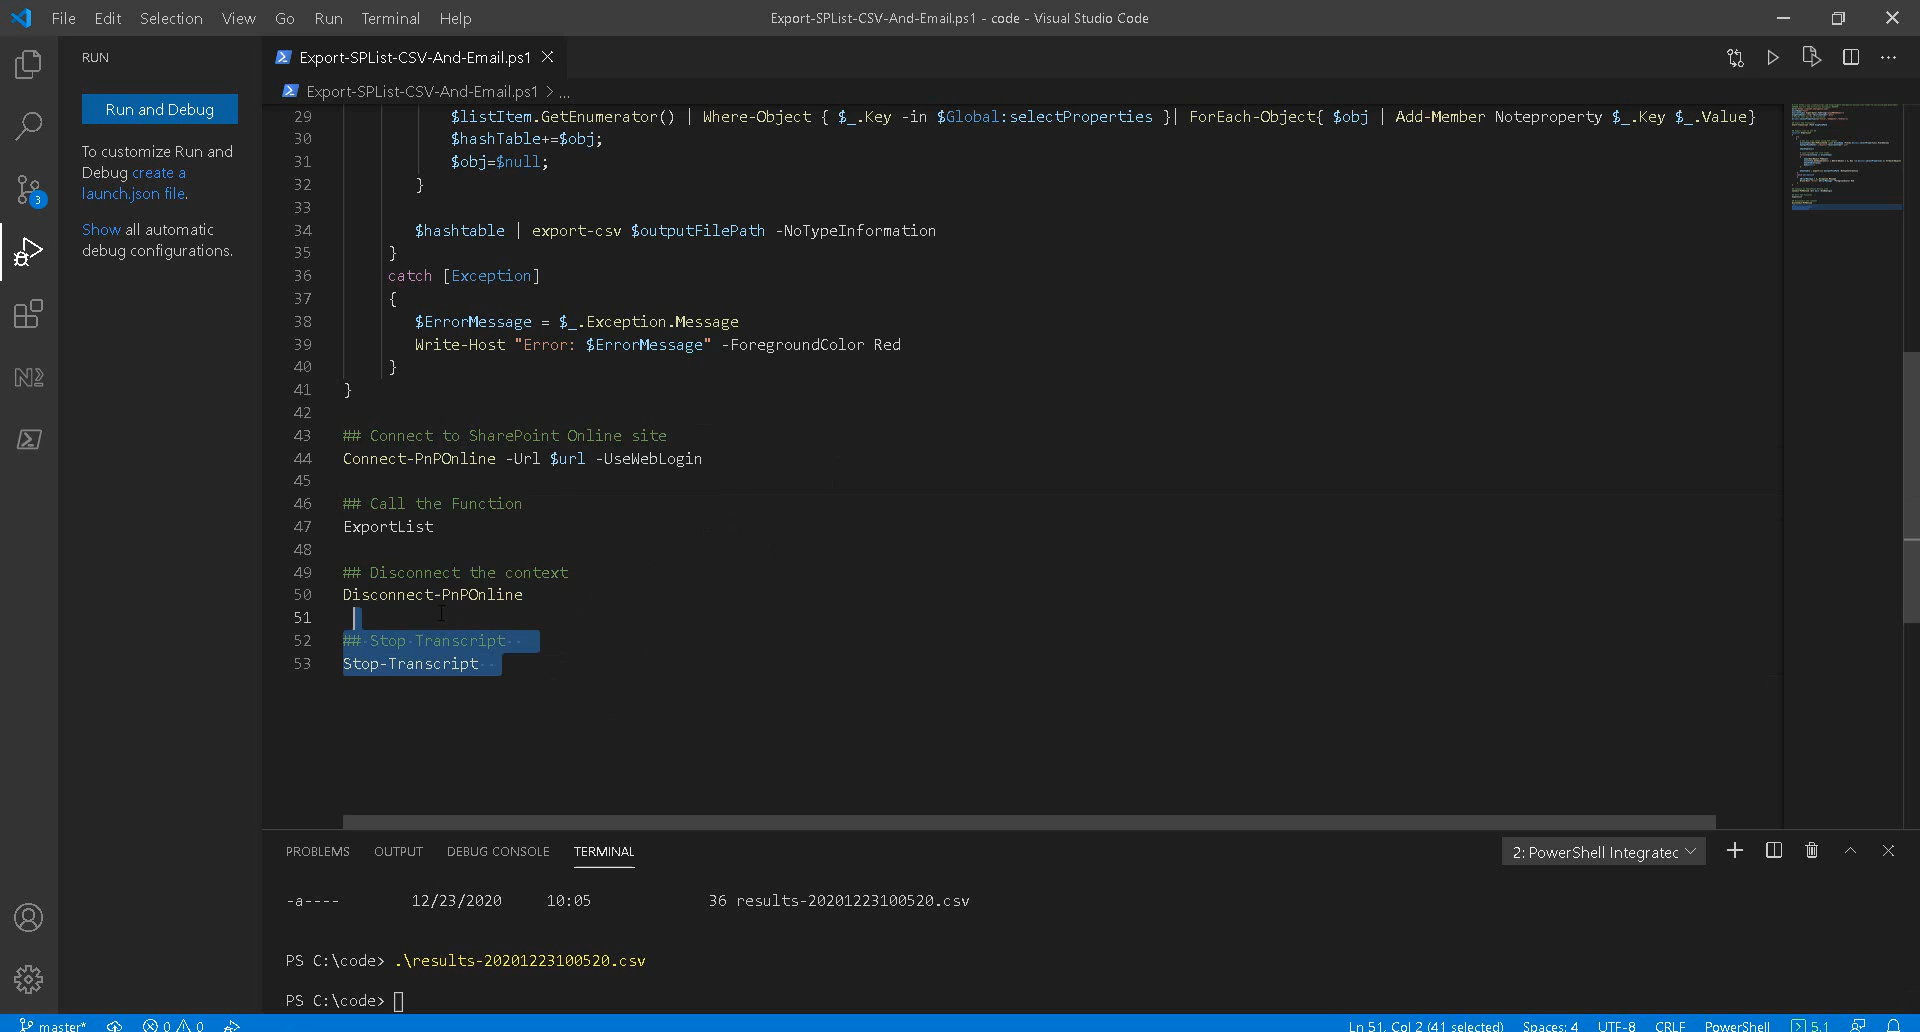 File Edit Selection View Go Run Terminal Help
Export-SPList-CSV-And-Email.ps1 - code - Visual Studio Code
RUN
Run and Debug
To customize Run and
Debug create a
launch.json file.
Show all automatic
debug configurations.
3
Export-SPList-CSV-And-Email.ps1
Export-SPList-CSV-And-Email.ps1 > ...
29 $listItem.GetEnumerator() | Where-Object { $_.Key -in $Global:selectProperties }| ForEach-Object{ $obj | Add-Member Noteproperty $_.Key $_.Value}
30 $hashTable+=$obj;
31 $obj=$null;
32 }
33
34 $hashtable | export-csv $outputFilePath -NoTypeInformation
35 }
36 catch [Exception]
37 {
38 $ErrorMessage = $_.Exception.Message
39 Write-Host "Error: $ErrorMessage" -ForegroundColor Red
40 }
41 }
42
43 ## Connect to SharePoint Online site
44 Connect-PnPOnline -Url $url -UseWebLogin
45
46 ## Call the Function
47 ExportList
48
49 ## Disconnect the context
50 Disconnect-PnPOnline
51
52 ## Stop Transcript
53 Stop-Transcript
PROBLEMS OUTPUT DEBUG CONSOLE TERMINAL
2: PowerShell Integratec
-a---- 12/23/2020 10:05 36 results-20201223100520.csv
PS C:\code> .\results-20201223100520.csv
PS C:\code>
master* 0 0
Ln 51, Col 2 (41 selected) Spaces: 4 UTF-8 CRLF PowerShell 5.1